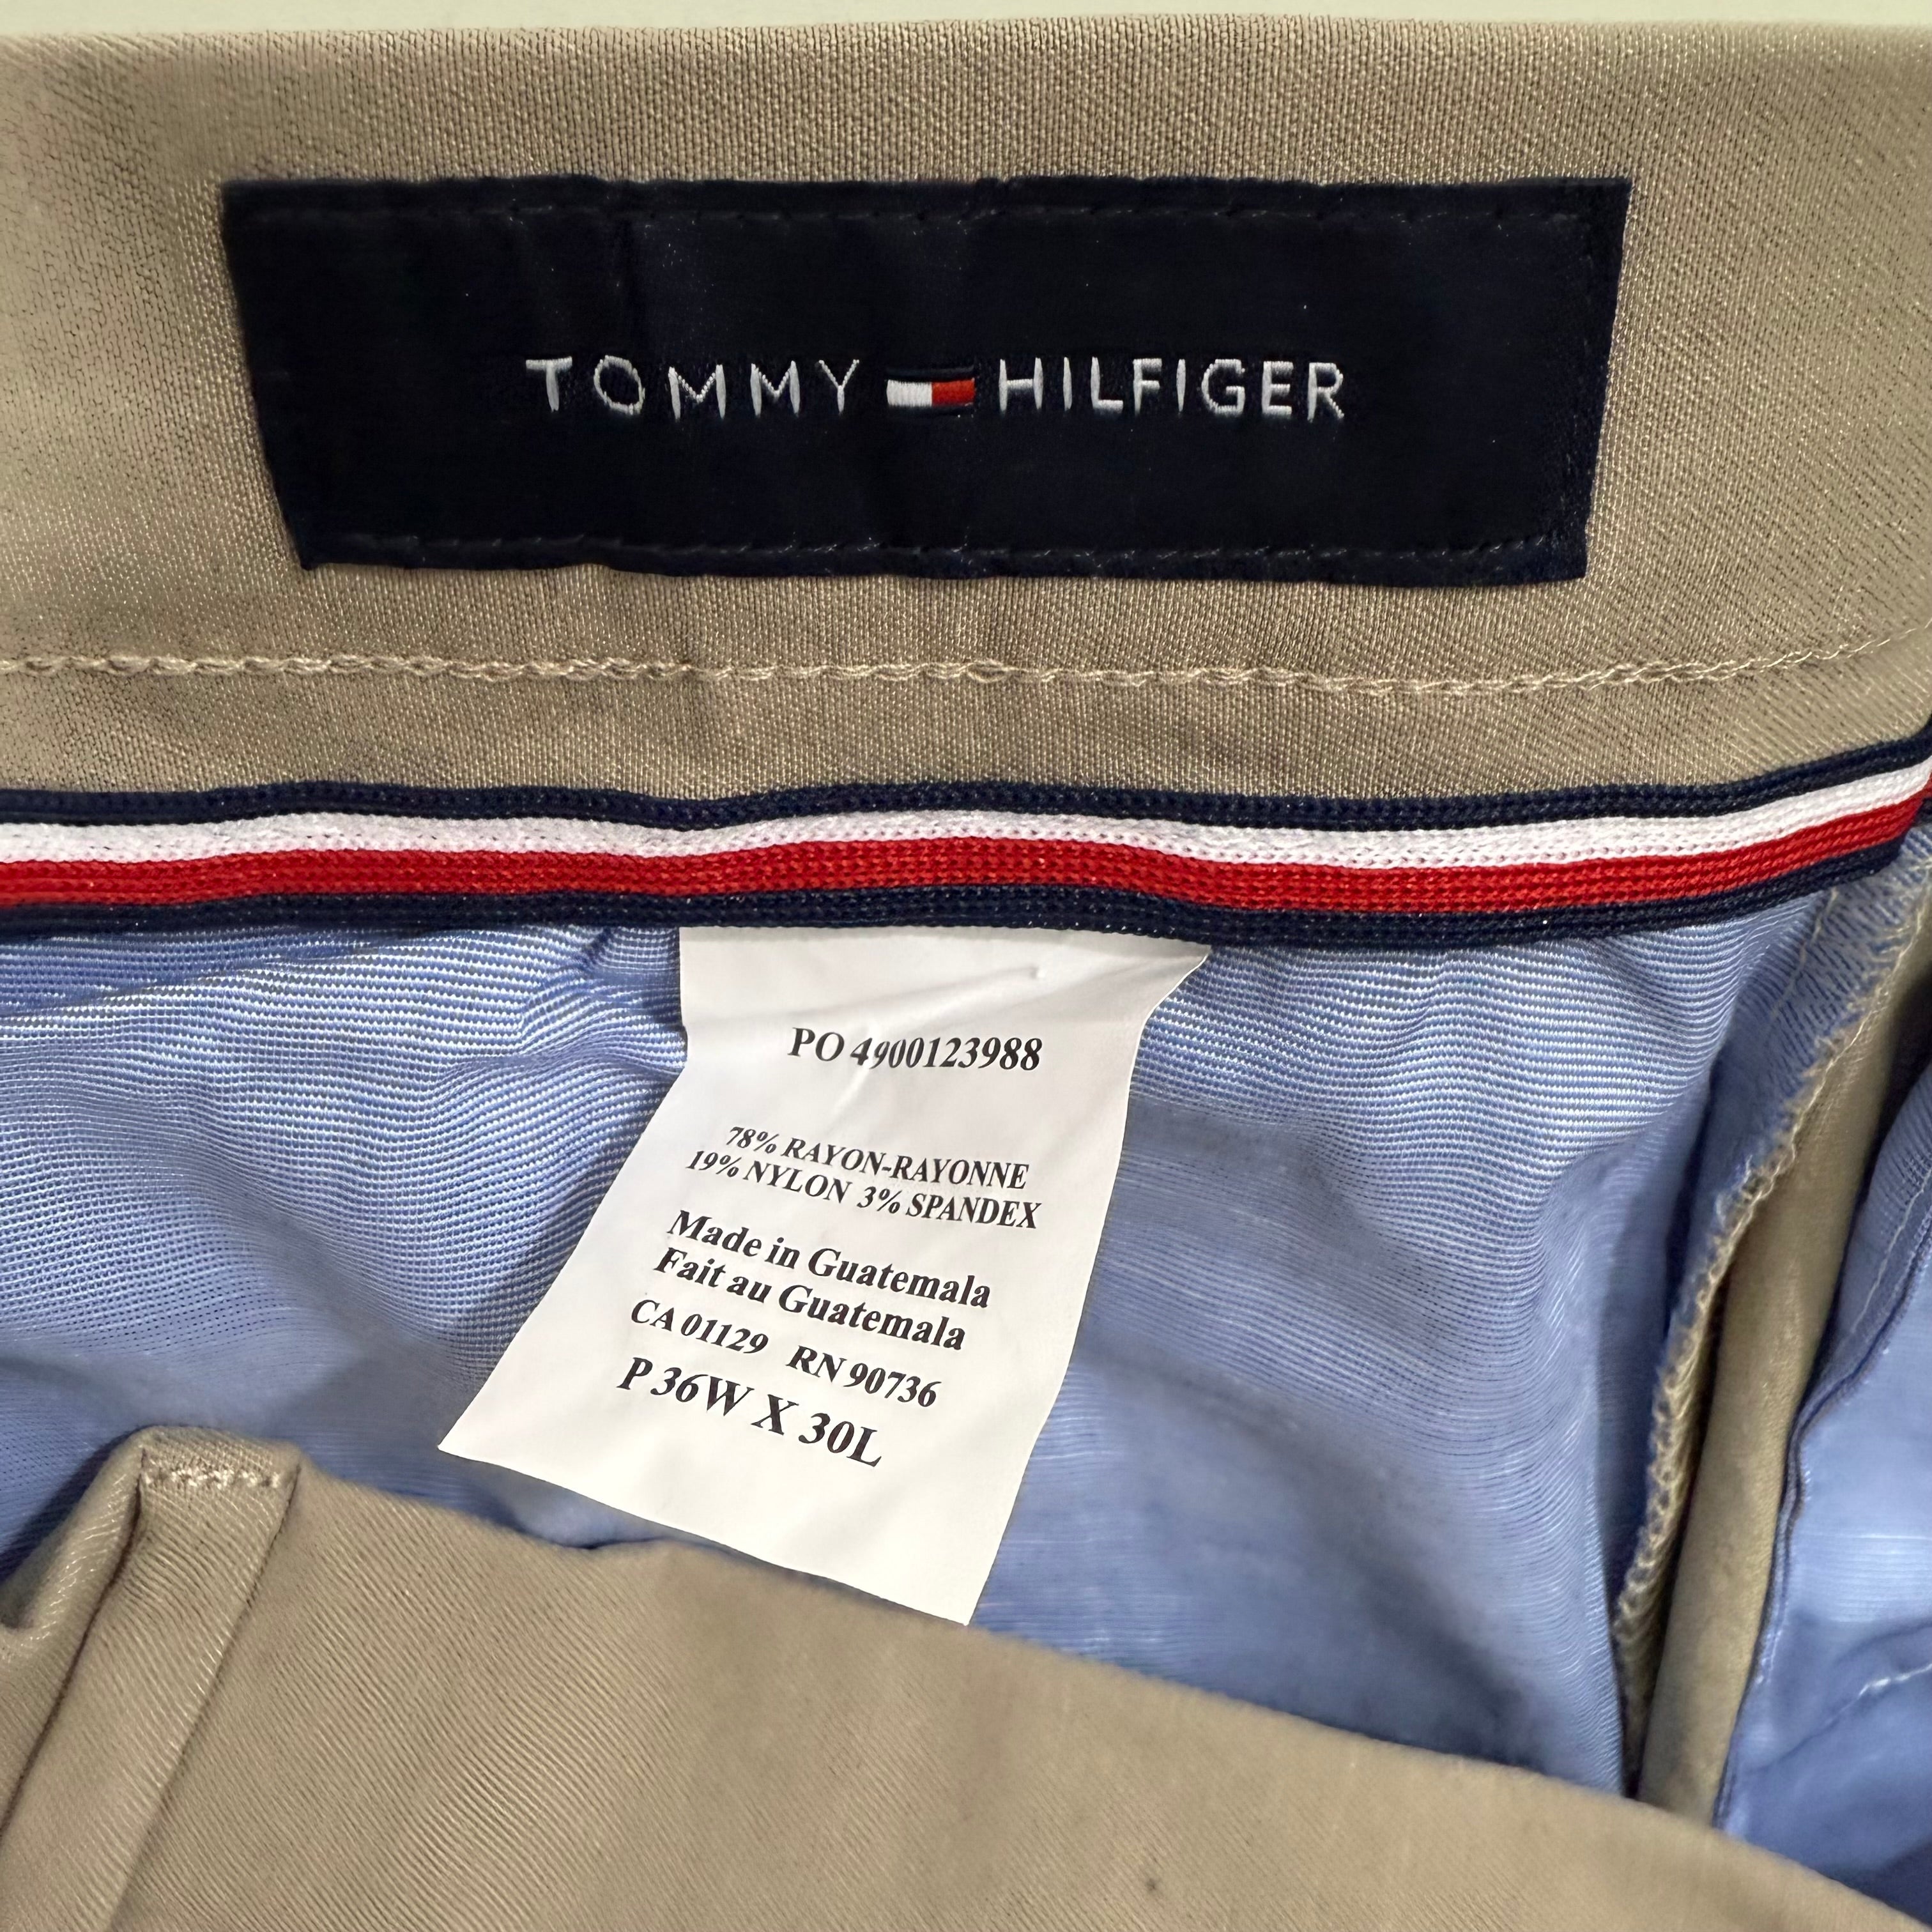 TOMMY HILFIGER
PO 4900123988
78% RAYON-RAYONNE
19% NYLON 3% SPANDEX
Made in Guatemala
Fait au Guatemala
CA 01129 RN 90736
P 36W X 30L